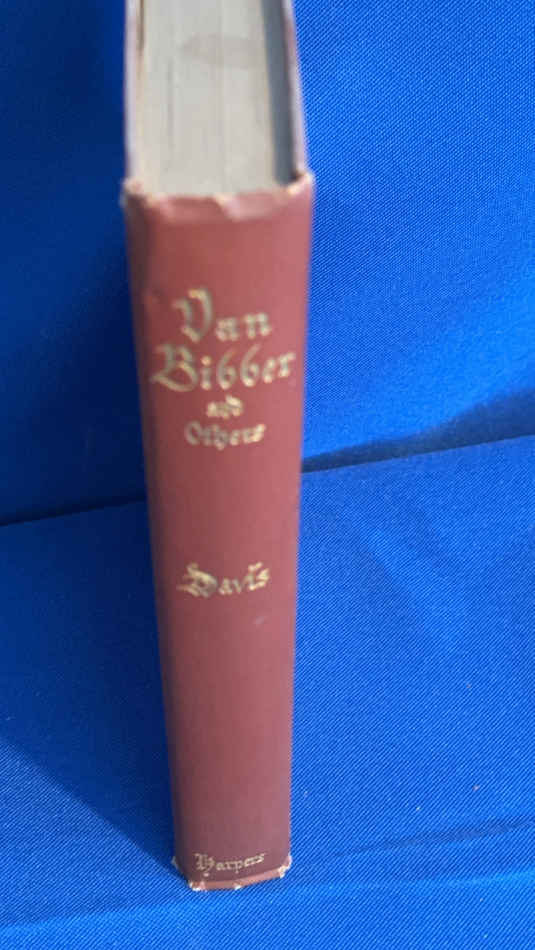 Van
Bibber
and
Others
Davis
Harpers